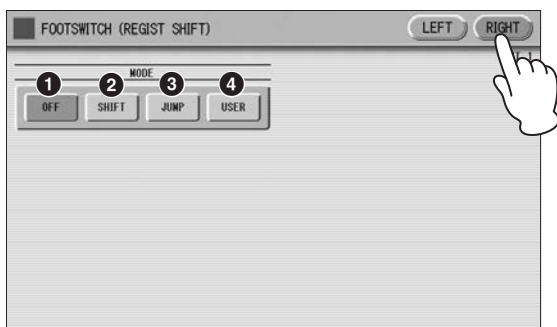 FOOTSWITCH (REGIST SHIFT) LEFT RIGHT
MODE
1 2 3 4
OFF SHIFT JUMP USER